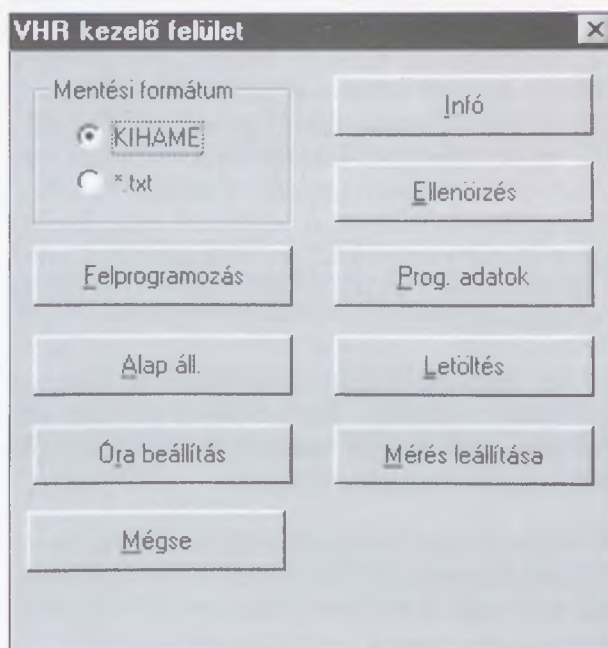 VHR kezelő felület
Mentési formátum
KIHAME
*.txt
Infó
Ellenörzés
Felprogramozás
Prog. adatok
Alap áll.
Letöltés
Óra beállítás
Mérés leállítása
Mégse